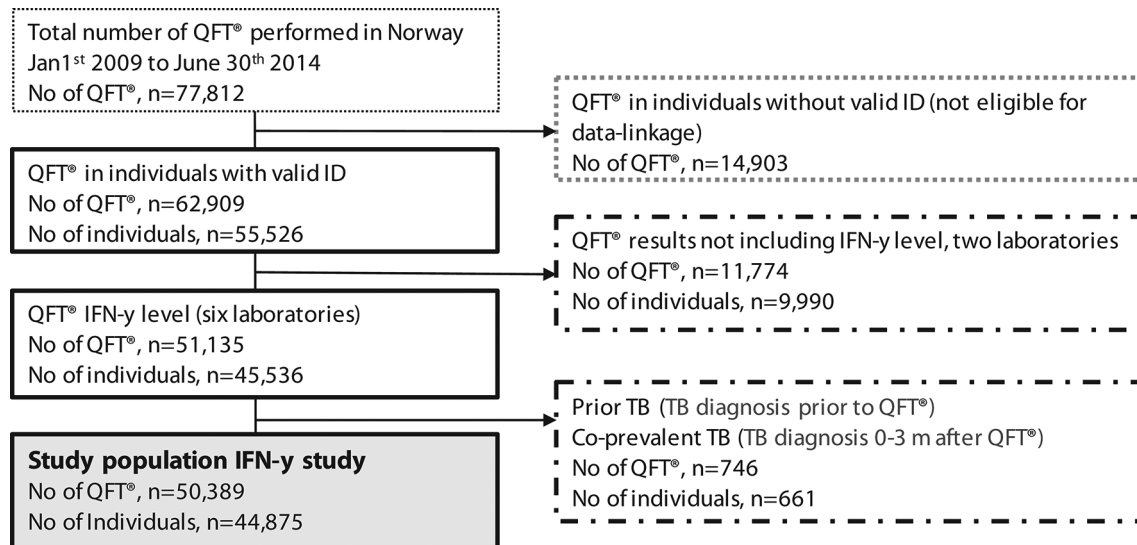 Total number of QFT® performed in Norway
Jan1st 2009 to June 30th 2014
No of QFT®, n=77,812
QFT® in individuals without valid ID (not eligible for
data-linkage)
No of QFT®, n=14,903
QFT® in individuals with valid ID
No of QFT®, n=62,909
No of individuals, n=55,526
QFT® results not including IFN-y level, two laboratories
No of QFT®, n=11,774
No of individuals, n=9,990
QFT® IFN-y level (six laboratories)
No of QFT®, n=51,135
No of individuals, n=45,536
Prior TB (TB diagnosis prior to QFT®)
Co-prevalent TB (TB diagnosis 0-3 m after QFT®)
No of QFT®, n=746
No of individuals, n=661
Study population IFN-y study
No of QFT®, n=50,389
No of Individuals, n=44,875